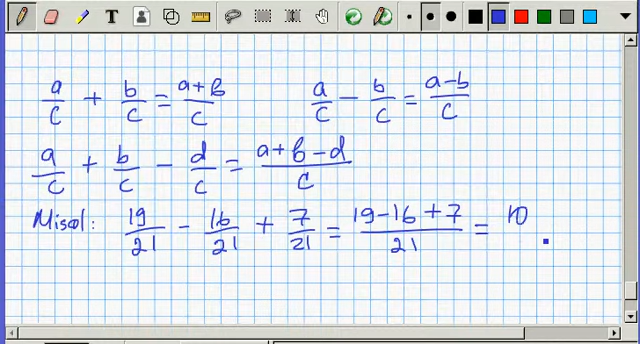 a/c + b/c = a+b/c    a/c - b/c = a-b/c
a/c + b/c - d/c = a+b-d/c
Misol: 19/21 - 16/21 + 7/21 = 19-16+7/21 = 10